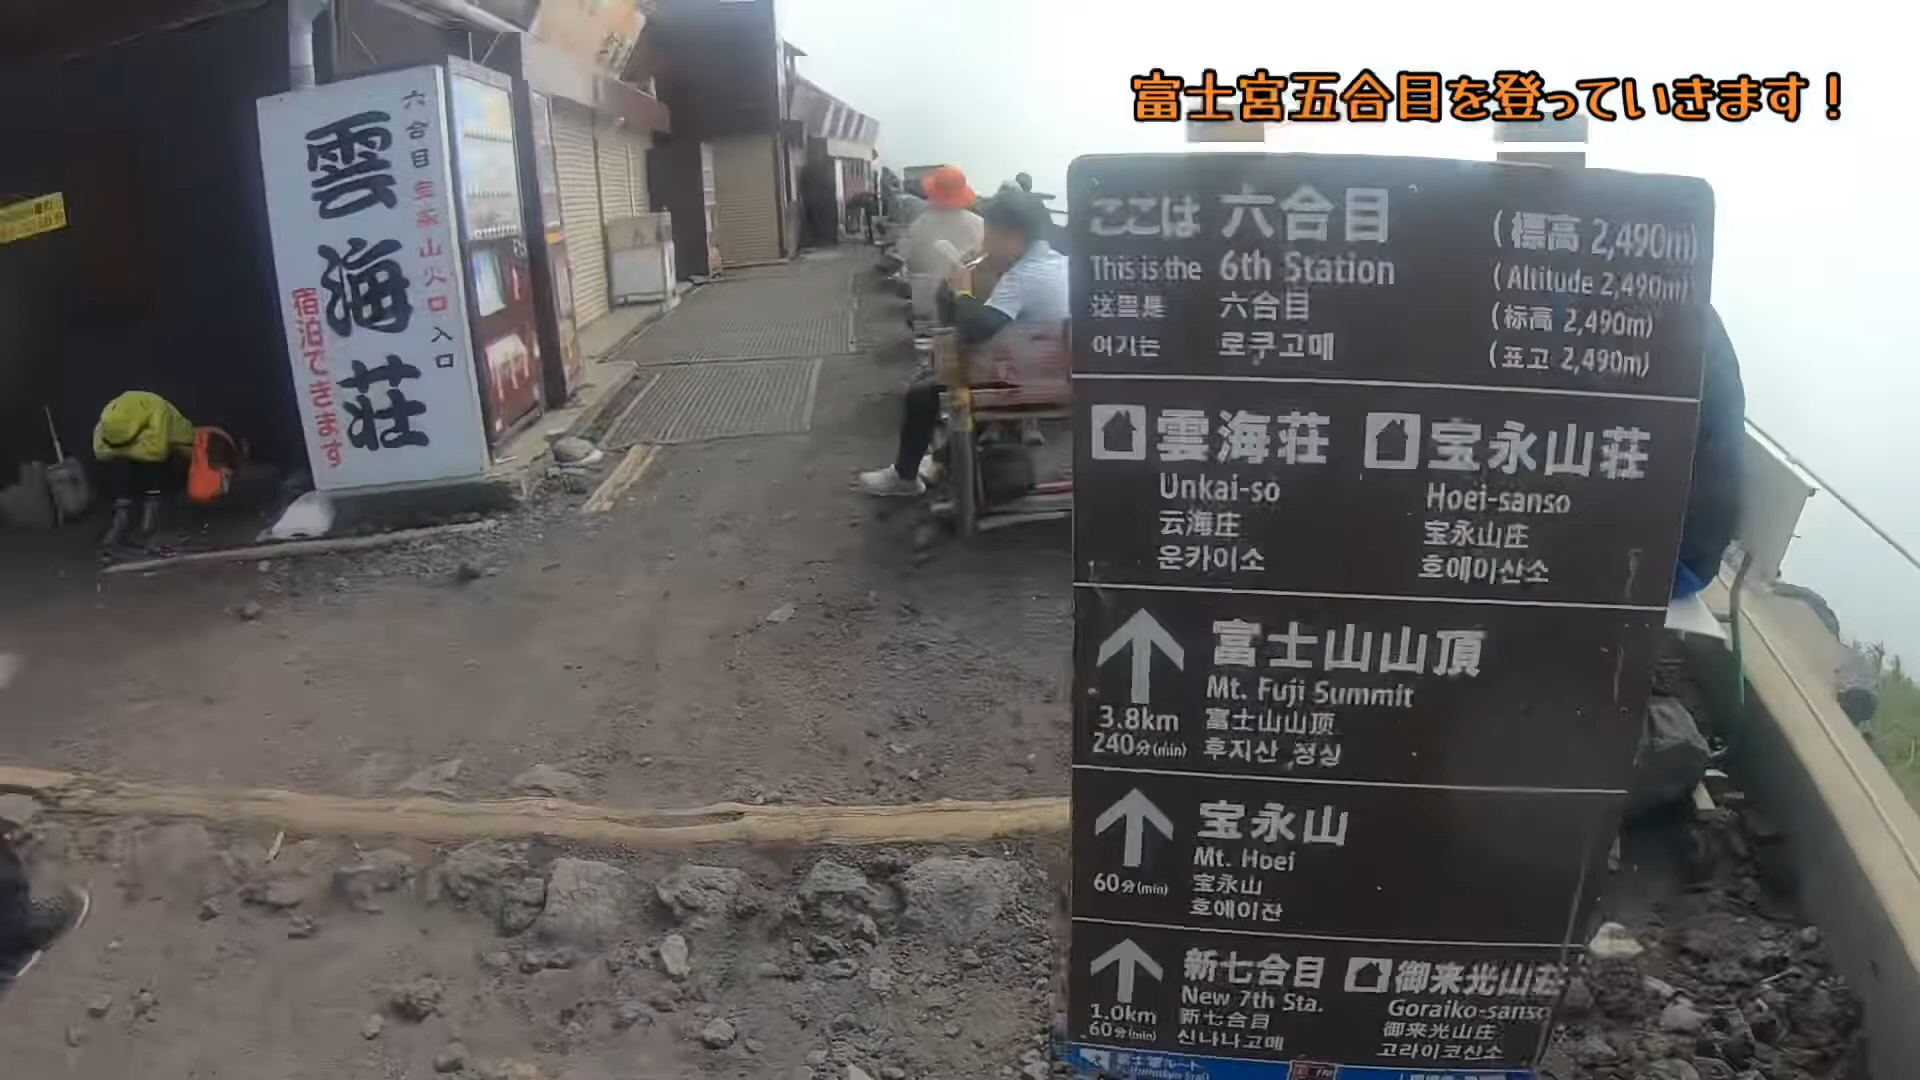 富士宮五合目を登っていきます！
六合目宝永山火口入口
雲海荘
宿泊できます
ここは 六合目 (標高 2,490m)
This is the 6th Station (Altitude 2,490m)
这里是 六合目 (标高 2,490m)
여기는 로쿠고메 (표고 2,490m)
雲海荘 宝永山荘
Unkai-so Hoei-sanso
云海庄 宝永山庄
운카이소 호에이산소
富士山山頂
Mt. Fuji Summit
3.8km 富士山山顶
240分(min) 후지산 정상
宝永山
Mt. Hoei
60分(min) 宝永山
호에이잔
新七合目 御来光山荘
New 7th Sta. Goraiko-sanso
1.0km 新七合目 御来光山庄
60分(min) 신나나고메 고라이코산소